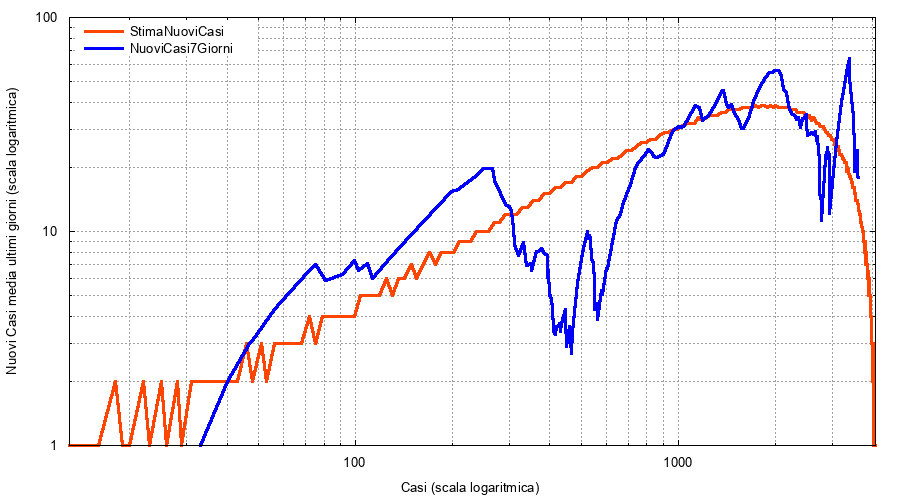 100
StimaNuoviCasi
NuoviCasi7Giorni
Nuovi Casi media ultimi giorni (scala logaritmica)
10
1
100
1000
Casi (scala logaritmica)